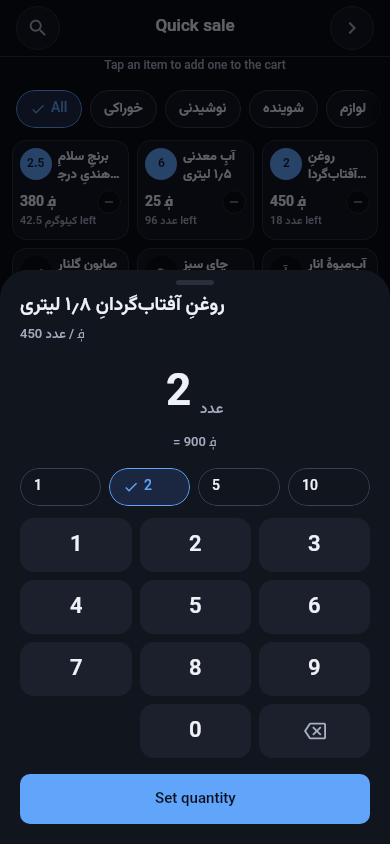 Quick sale
Tap an item to add one to the cart
All
خوراکی
نوشیدنی
شوینده
لوازم
2.5
برنجِ سلامِ
هندیِ درجـ...
380 ؋
42.5 کیلوگرم left
6
آبِ معدنی
۱٫۵ لیتری
25 ؋
96 عدد left
2
روغنِ
آفتاب‌گردا...
450 ؋
18 عدد left
صابونِ گلنار
چایِ سبز
آب‌میوهٔ انار
روغنِ آفتاب‌گردانِ ۱٫۸ لیتری
450 ؋ / عدد
2 عدد
= 900 ؋
1
2
5
10
1 2 3
4 5 6
7 8 9
0
Set quantity